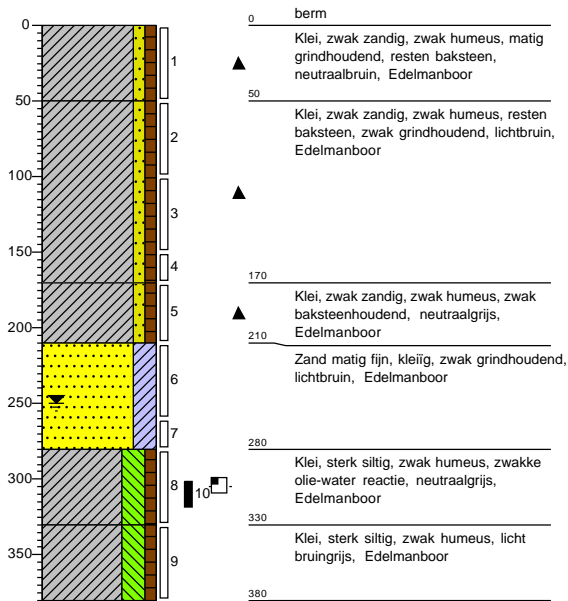 0
50
100
150
200
250
300
350
1
2
3
4
5
6
7
8
10
9
0
berm
Klei, zwak zandig, zwak humeus, matig
grindhoudend, resten baksteen,
neutraalbruin, Edelmanboor
50
Klei, zwak zandig, zwak humeus, resten
baksteen, zwak grindhoudend, lichtbruin,
Edelmanboor
170
Klei, zwak zandig, zwak humeus, zwak
baksteenhoudend, neutraalgrijs,
Edelmanboor
210
Zand matig fijn, kleiïg, zwak grindhoudend,
lichtbruin, Edelmanboor
280
Klei, sterk siltig, zwak humeus, zwakke
olie-water reactie, neutraalgrijs,
Edelmanboor
330
Klei, sterk siltig, zwak humeus, licht
bruingrijs, Edelmanboor
380